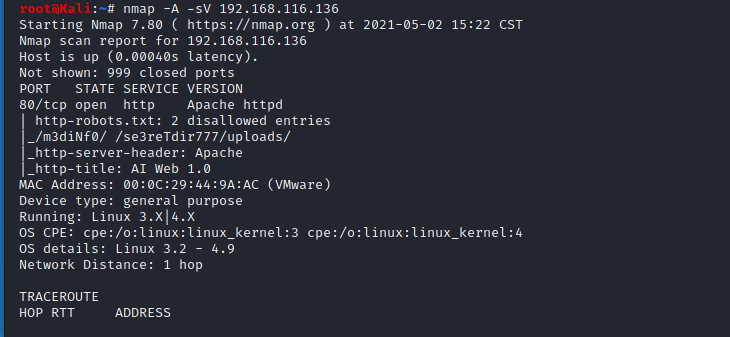 root@Kali:~# nmap -A -sV 192.168.116.136
Starting Nmap 7.80 ( https://nmap.org ) at 2021-05-02 15:22 CST
Nmap scan report for 192.168.116.136
Host is up (0.00040s latency).
Not shown: 999 closed ports
PORT   STATE SERVICE VERSION
80/tcp open  http    Apache httpd
| http-robots.txt: 2 disallowed entries
|_/m3diNf0/ /se3reTdir777/uploads/
|_http-server-header: Apache
|_http-title: AI Web 1.0
MAC Address: 00:0C:29:44:9A:AC (VMware)
Device type: general purpose
Running: Linux 3.X|4.X
OS CPE: cpe:/o:linux:linux_kernel:3 cpe:/o:linux:linux_kernel:4
OS details: Linux 3.2 - 4.9
Network Distance: 1 hop

TRACEROUTE
HOP RTT     ADDRESS